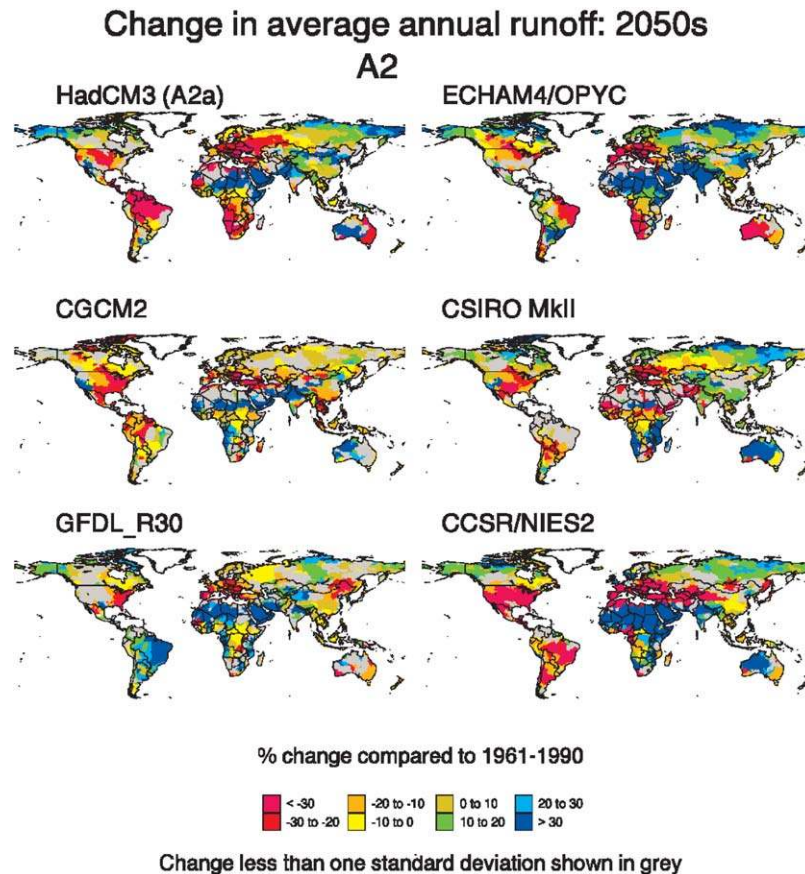 Change in average annual runoff: 2050s
A2
HadCM3 (A2a)
ECHAM4/OPYC
CGCM2
CSIRO MkII
GFDL_R30
CCSR/NIES2
% change compared to 1961-1990
< -30
-20 to -10
0 to 10
20 to 30
-30 to -20
-10 to 0
10 to 20
> 30
Change less than one standard deviation shown in grey